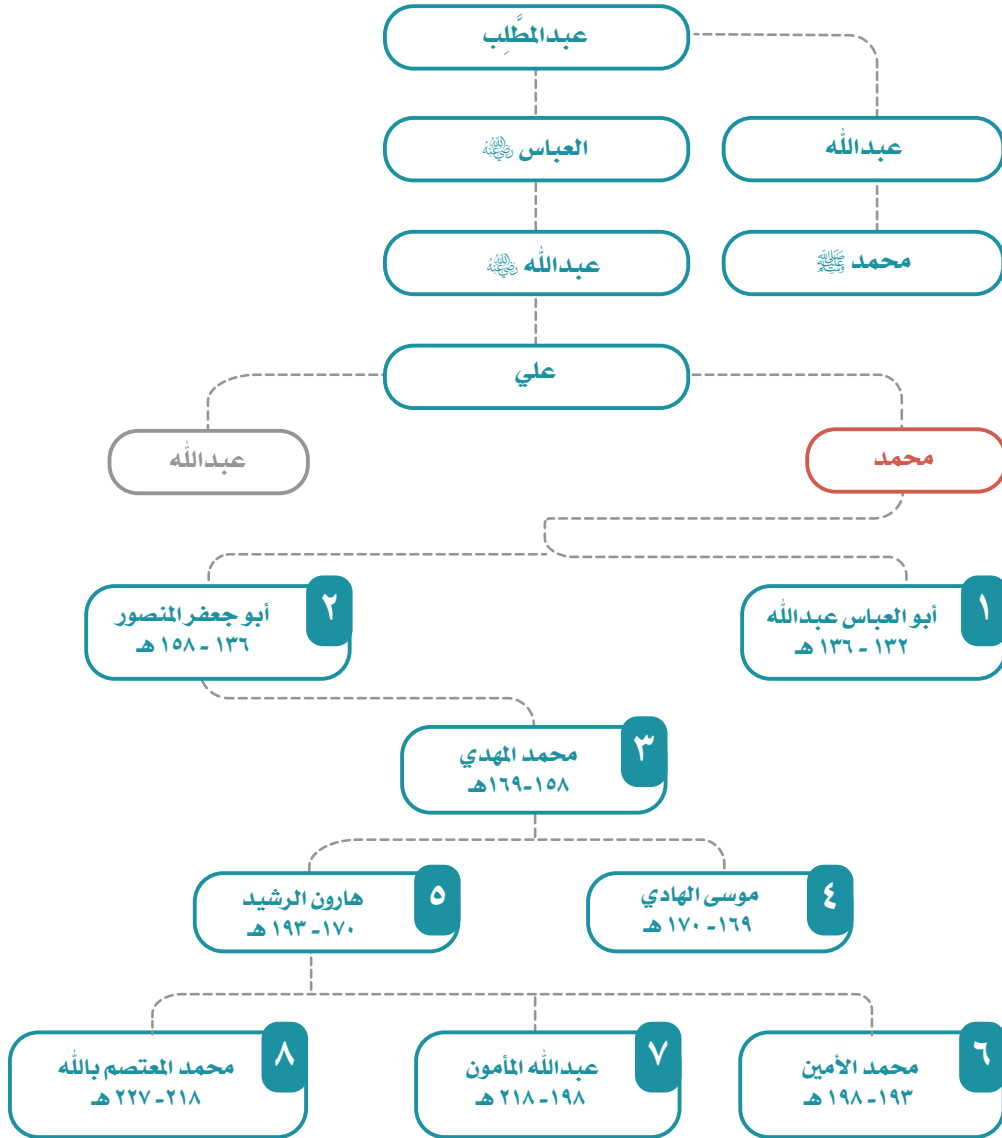 عبدالمطَّلِب
عبدالله
العباس رضي الله عنه
محمد ﷺ
عبدالله رضي الله عنه
علي
محمد
عبدالله
١
أبو العباس عبدالله
١٣٢ - ١٣٦ هـ
٢
أبو جعفر المنصور
١٣٦ - ١٥٨ هـ
٣
محمد المهدي
١٥٨-١٦٩هـ
٤
موسى الهادي
١٦٩- ١٧٠ هـ
٥
هارون الرشيد
١٧٠- ١٩٣ هـ
٦
محمد الأمين
١٩٣-١٩٨ هـ
٧
عبدالله المأمون
١٩٨-٢١٨ هـ
٨
محمد المعتصم بالله
٢١٨-٢٢٧ هـ